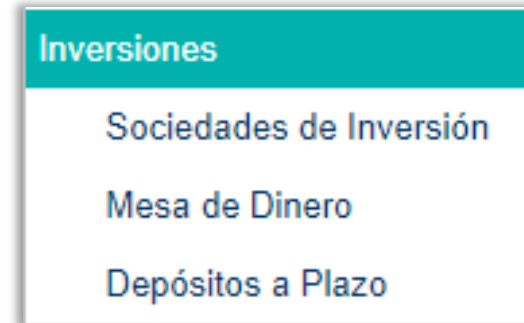 Inversiones
Sociedades de Inversión
Mesa de Dinero
Depósitos a Plazo